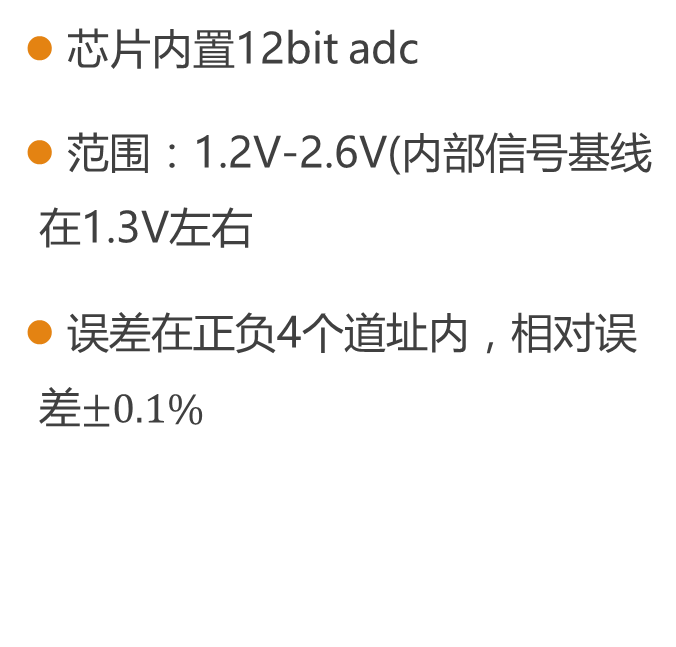 ● 芯片内置12bit adc
● 范围：1.2V-2.6V(内部信号基线
在1.3V左右
● 误差在正负4个道址内，相对误
差±0.1%